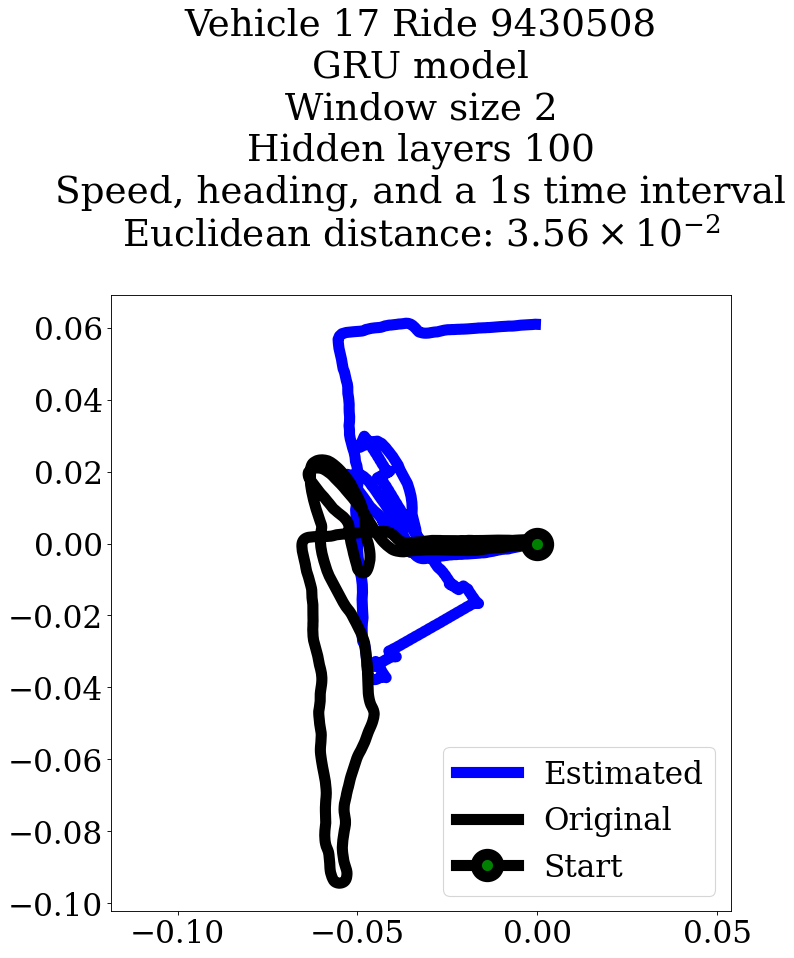 Vehicle 17 Ride 9430508
GRU model
Window size 2
Hidden layers 100
Speed, heading, and a 1s time interval
Euclidean distance: 3.56 × 10⁻²
0.06
0.04
0.02
0.00
−0.02
−0.04
−0.06
−0.08
−0.10
Estimated
Original
Start
−0.10
−0.05
0.00
0.05